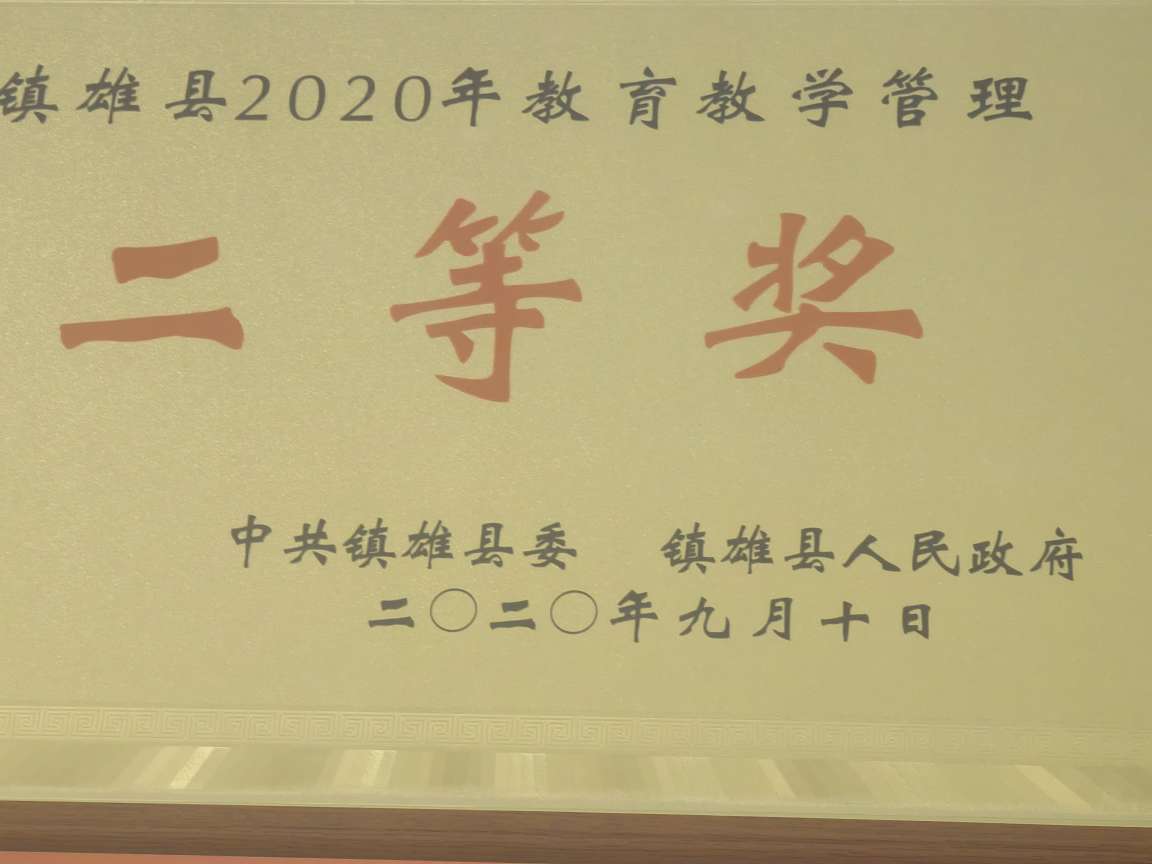 镇雄县2020年教育教学管理
二等奖
中共镇雄县委 镇雄县人民政府
二〇二〇年九月十日